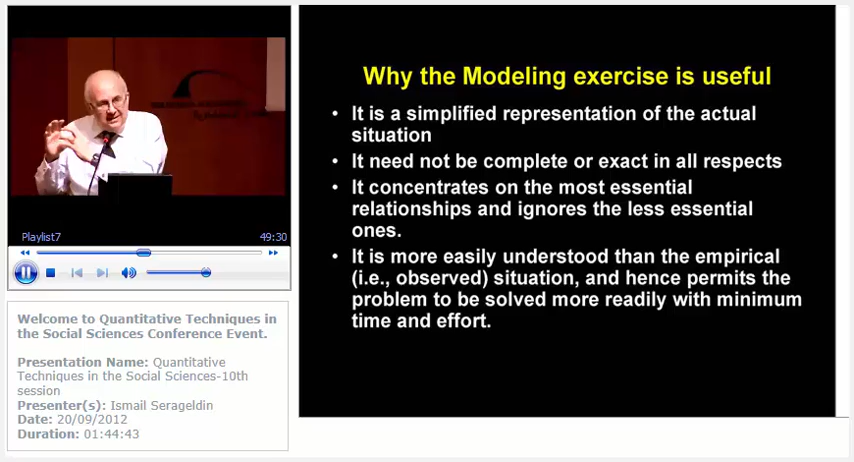 Why the Modeling exercise is useful
• It is a simplified representation of the actual
situation
• It need not be complete or exact in all respects
• It concentrates on the most essential
relationships and ignores the less essential
ones.
• It is more easily understood than the empirical
(i.e., observed) situation, and hence permits the
problem to be solved more readily with minimum
time and effort.
Playlist7
49:30
Welcome to Quantitative Techniques in
the Social Sciences Conference Event.
Presentation Name: Quantitative
Techniques in the Social Sciences-10th
session
Presenter(s): Ismail Serageldin
Date: 20/09/2012
Duration: 01:44:43